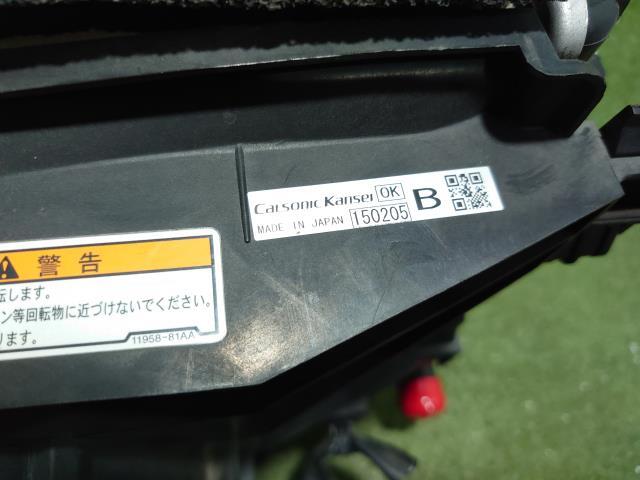 Calsonic Kansei OK
MADE IN JAPAN 150205 B
警告
転します。
ン等回転物に近づけないでください。
ります。
11958-81AA